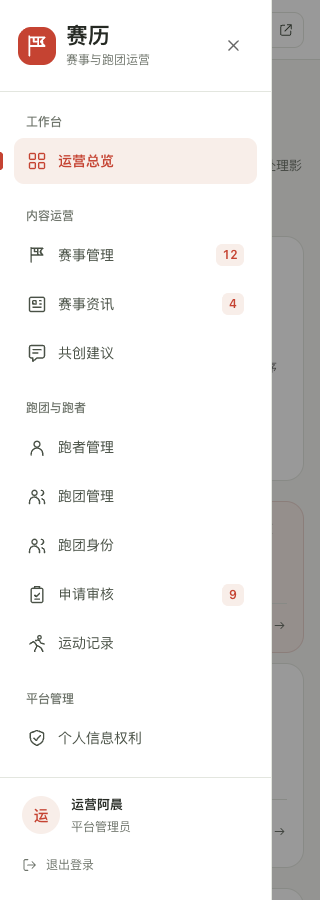 赛历
赛事与跑团运营
工作台
运营总览
内容运营
赛事管理 12
赛事资讯 4
共创建议
跑团与跑者
跑者管理
跑团管理
跑团身份
申请审核 9
运动记录
平台管理
个人信息权利
运 运营阿晨
平台管理员
退出登录
理影